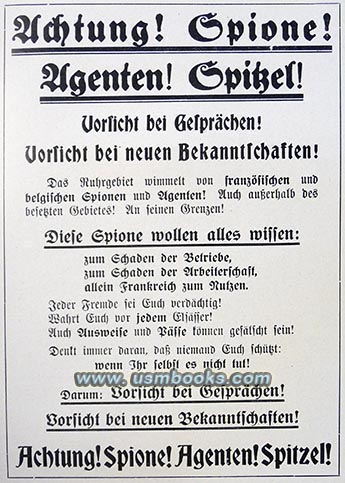 Achtung! Spione!
Agenten! Spitzel!
Vorsicht bei Gesprächen!
Vorsicht bei neuen Bekanntschaften!
Das Ruhrgebiet wimmelt von französischen und
belgischen Spionen und Agenten! Auch außerhalb des
besetzten Gebietes! An seinen Grenzen!
Diese Spione wollen alles wissen:
zum Schaden der Betriebe,
zum Schaden der Arbeiterschaft,
allein Frankreich zum Nutzen.
Jeder Fremde sei Euch verdächtig!
Wahrt Euch vor jedem Elsässer!
Auch Ausweise und Pässe können gefälscht sein!
Denkt immer daran, daß niemand Euch schützt:
wenn Ihr selbst es nicht tut!
www.usmbooks.com
Darum: Vorsicht bei Gesprächen!
Vorsicht bei neuen Bekanntschaften!
Achtung! Spione! Agenten! Spitzel!